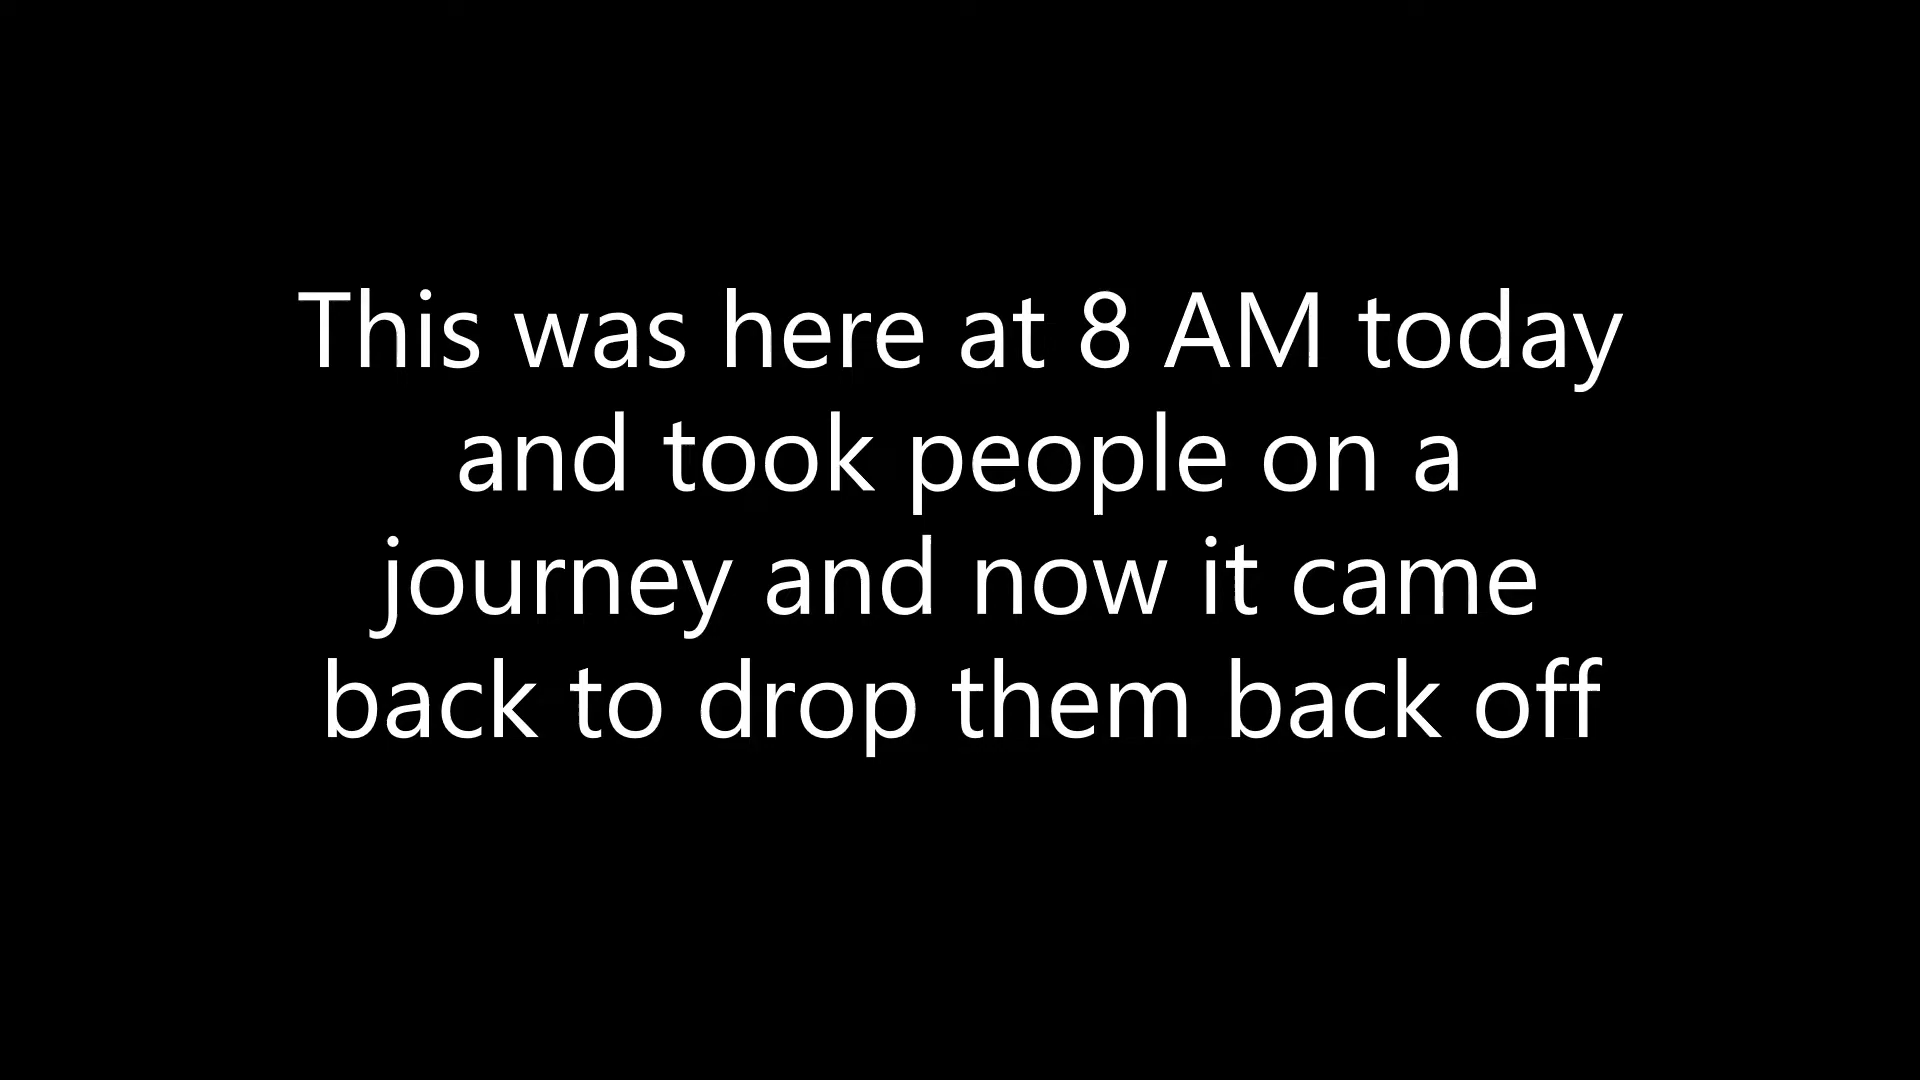 This was here at 8 AM today
and took people on a
journey and now it came
back to drop them back off